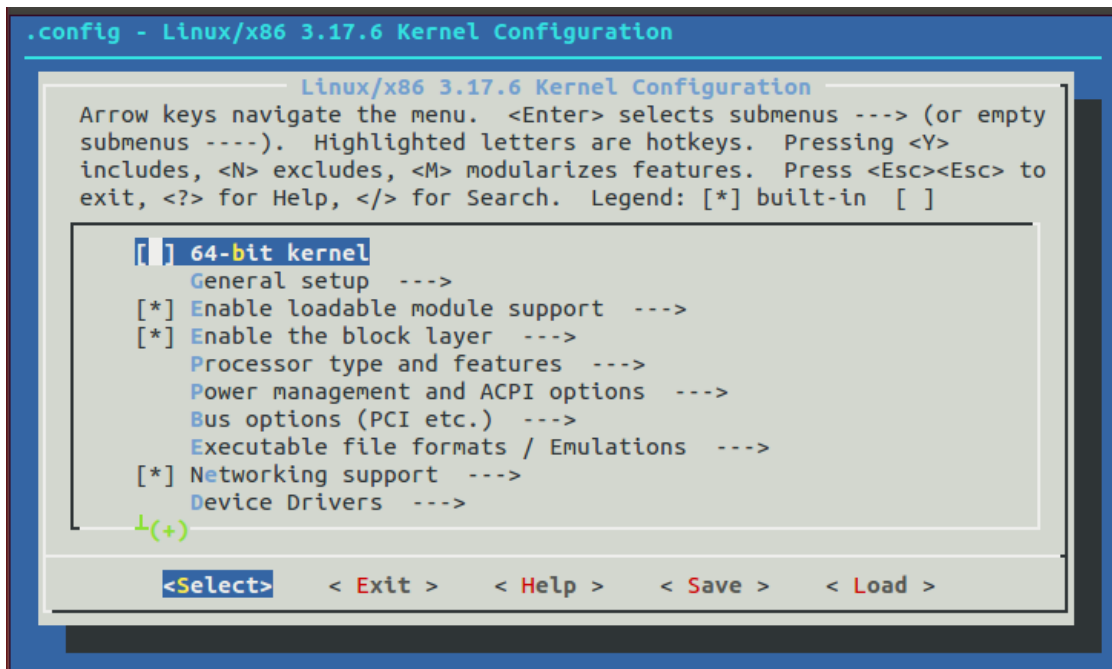 .config - Linux/x86 3.17.6 Kernel Configuration
Linux/x86 3.17.6 Kernel Configuration
Arrow keys navigate the menu.  <Enter> selects submenus ---> (or empty
submenus ----).  Highlighted letters are hotkeys.  Pressing <Y>
includes, <N> excludes, <M> modularizes features.  Press <Esc><Esc> to
exit, <?> for Help, </> for Search.  Legend: [*] built-in  [ ]
[ ] 64-bit kernel
General setup  --->
[*] Enable loadable module support  --->
[*] Enable the block layer  --->
Processor type and features  --->
Power management and ACPI options  --->
Bus options (PCI etc.)  --->
Executable file formats / Emulations  --->
[*] Networking support  --->
Device Drivers  --->
┴(+)
<Select>    < Exit >    < Help >    < Save >    < Load >